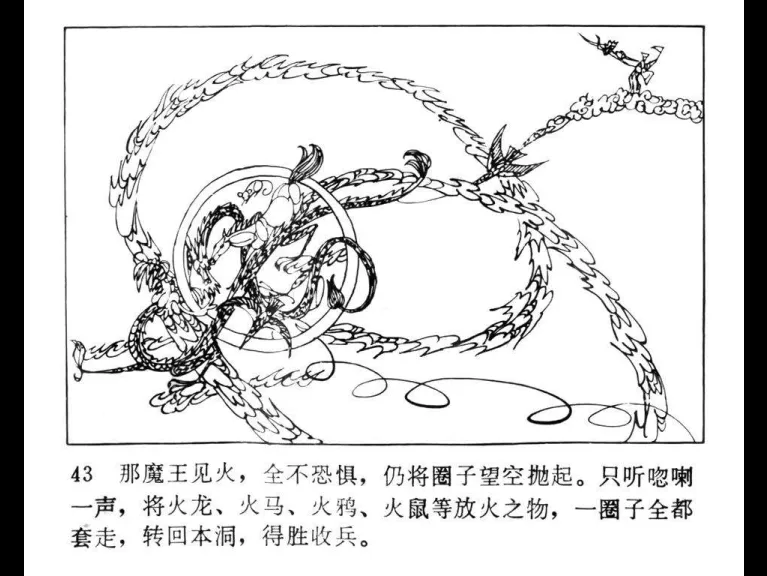 43 那魔王见火，全不恐惧，仍将圈子望空抛起。只听唿喇
一声，将火龙、火马、火鸦、火鼠等放火之物，一圈子全都
套走，转回本洞，得胜收兵。